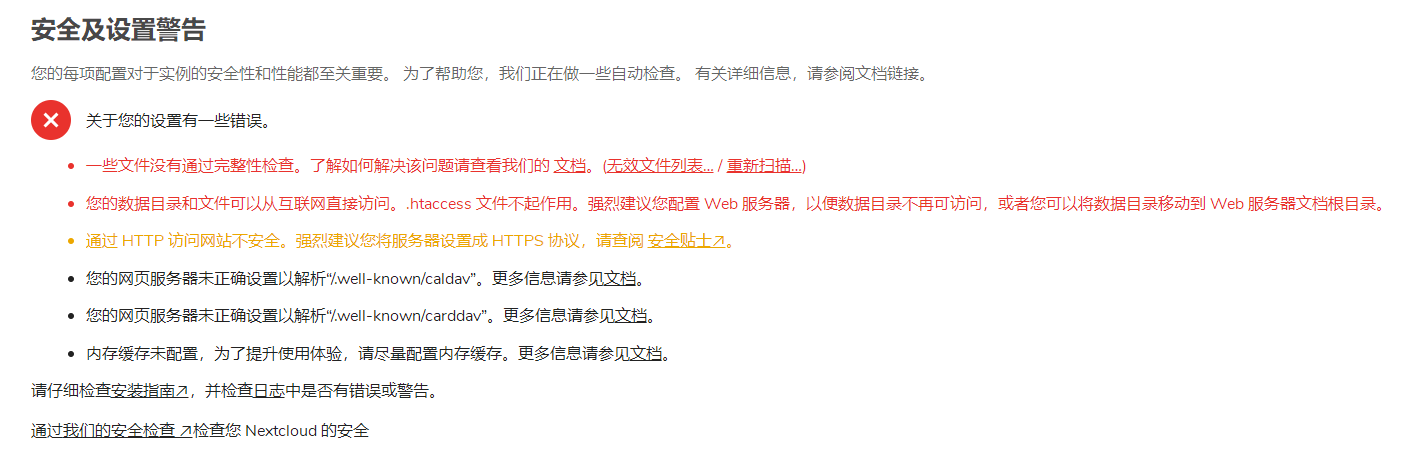 安全及设置警告
您的每项配置对于实例的安全性和性能都至关重要。 为了帮助您，我们正在做一些自动检查。 有关详细信息，请参阅文档链接。
关于您的设置有一些错误。
• 一些文件没有通过完整性检查。了解如何解决该问题请查看我们的 文档。(无效文件列表… / 重新扫描…)
• 您的数据目录和文件可以从互联网直接访问。.htaccess 文件不起作用。强烈建议您配置 Web 服务器，以便数据目录不再可访问，或者您可以将数据目录移动到 Web 服务器文档根目录。
• 通过 HTTP 访问网站不安全。强烈建议您将服务器设置成 HTTPS 协议，请查阅 安全贴士↗。
• 您的网页服务器未正确设置以解析“/.well-known/caldav”。更多信息请参见文档。
• 您的网页服务器未正确设置以解析“/.well-known/carddav”。更多信息请参见文档。
• 内存缓存未配置，为了提升使用体验，请尽量配置内存缓存。更多信息请参见文档。
请仔细检查安装指南↗，并检查日志中是否有错误或警告。
通过我们的安全检查 ↗检查您 Nextcloud 的安全